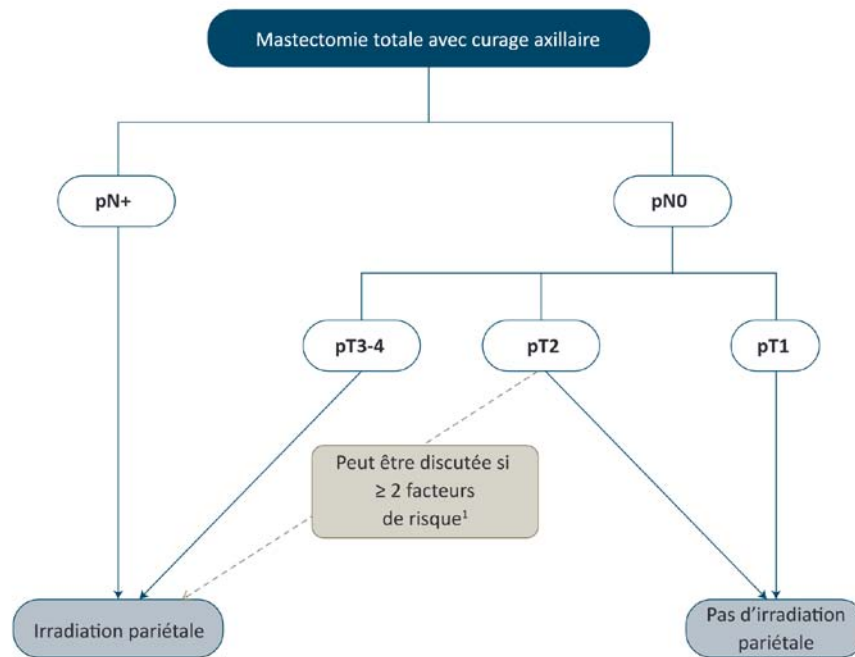 Mastectomie totale avec curage axillaire
pN+
pN0
pT3-4
pT2
pT1
Peut être discutée si
≥ 2 facteurs
de risque¹
Irradiation pariétale
Pas d'irradiation
pariétale